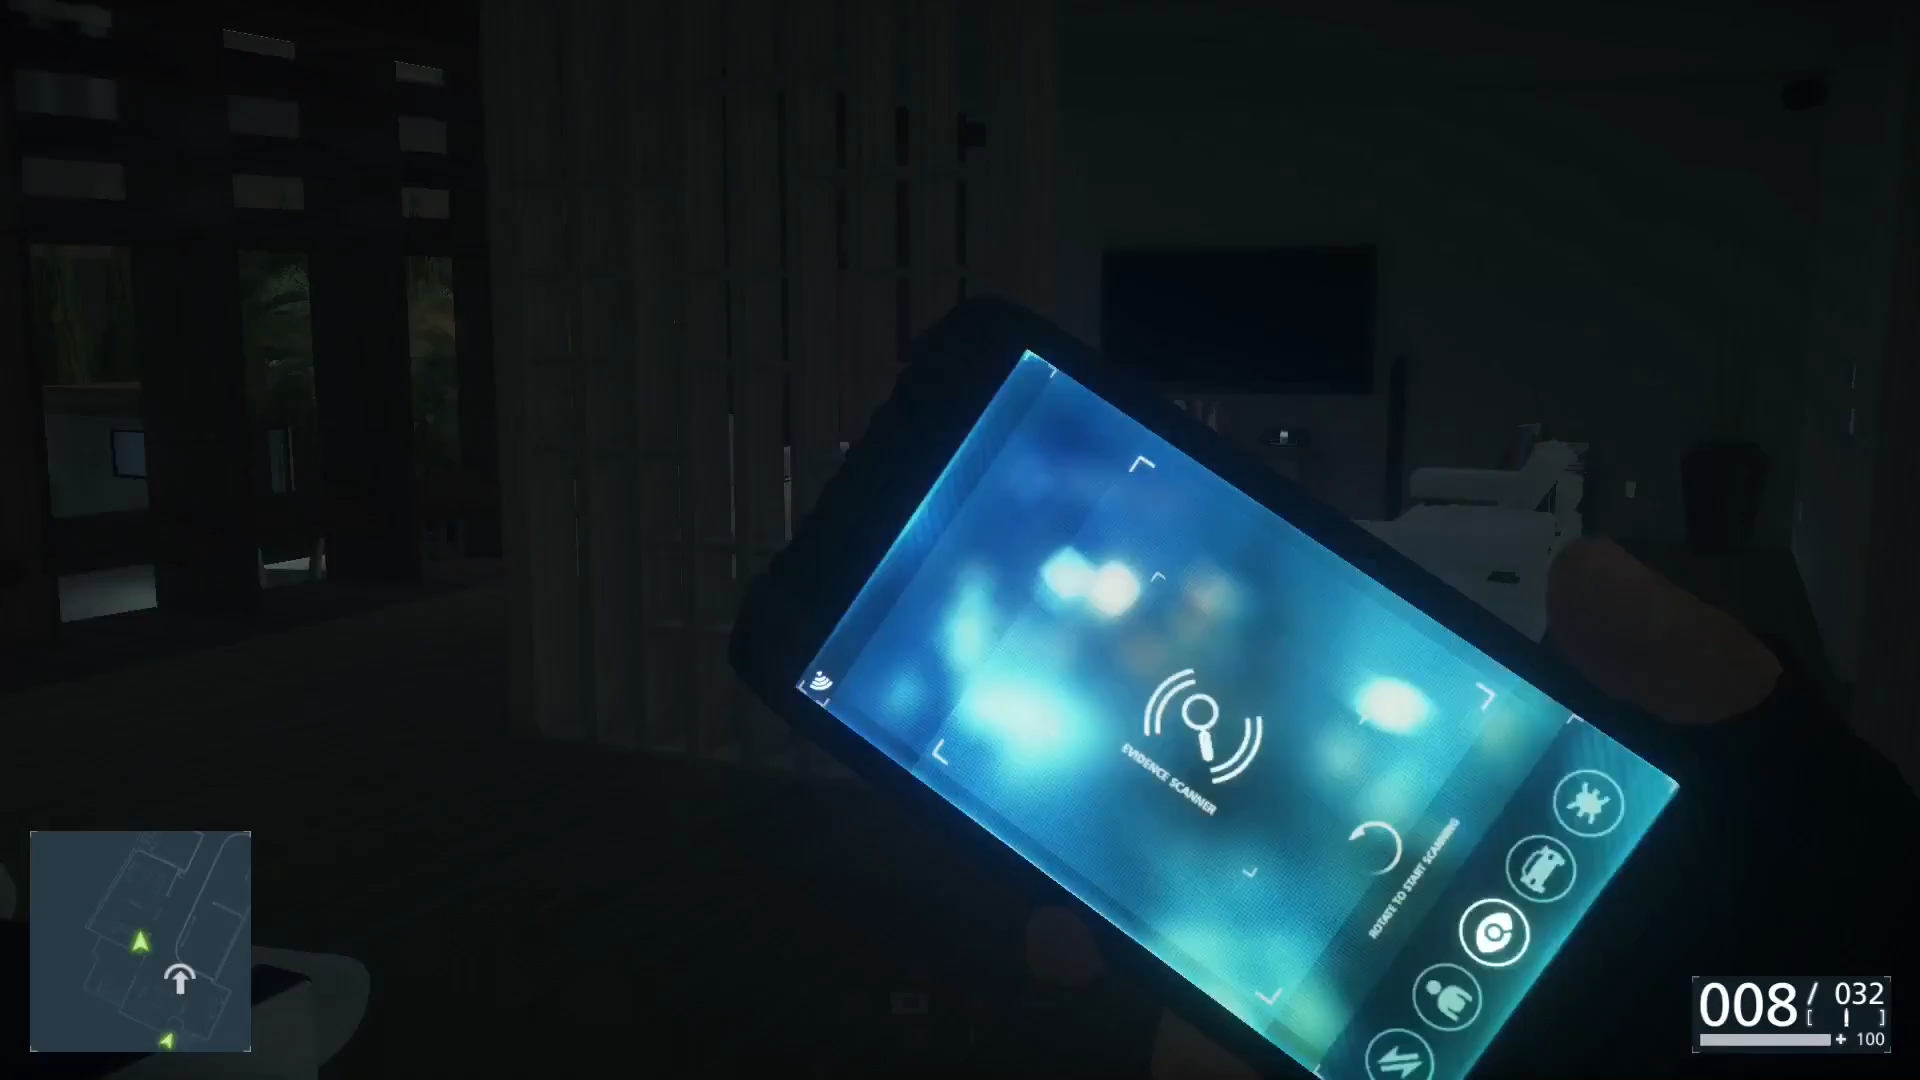 EVIDENCE SCANNER
ROTATE TO START SCANNING
008/ 032
[ ! ]
+ 100